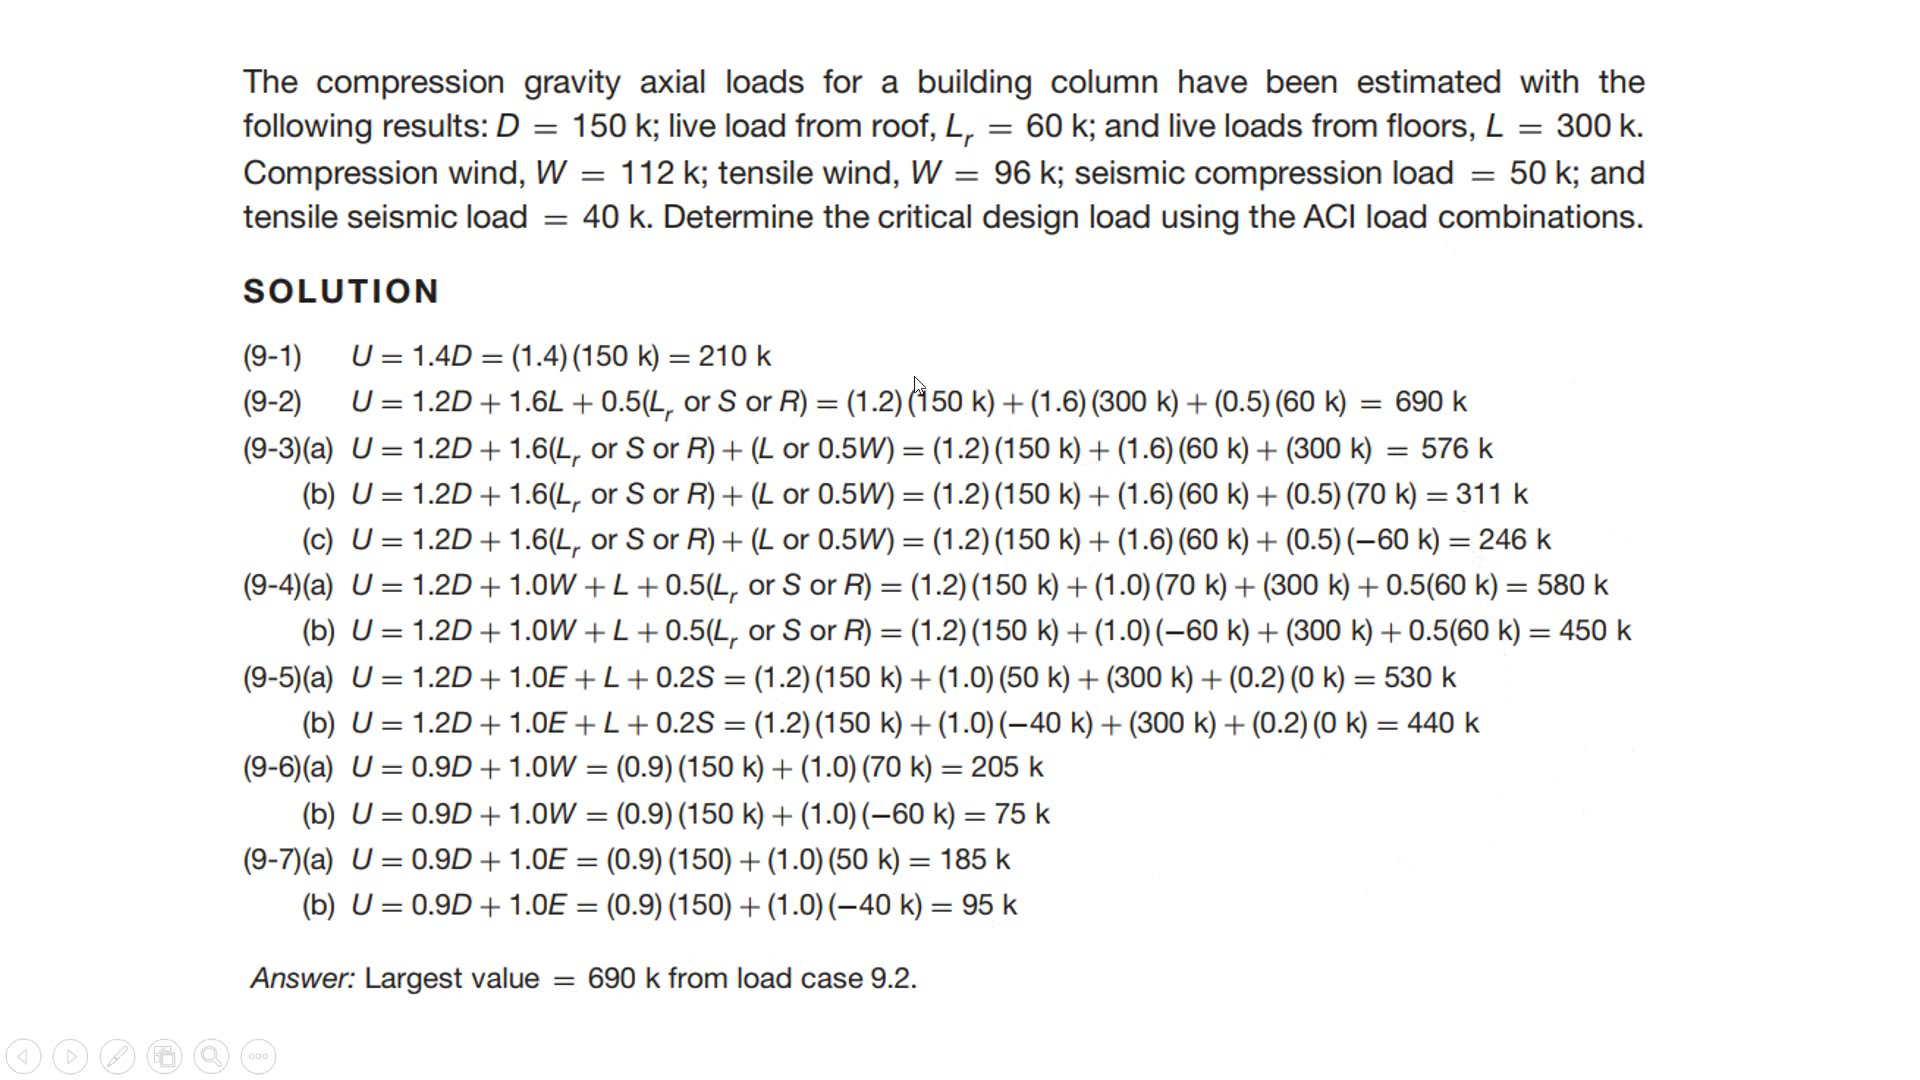 The compression gravity axial loads for a building column have been estimated with the
following results: D = 150 k; live load from roof, Lr = 60 k; and live loads from floors, L = 300 k.
Compression wind, W = 112 k; tensile wind, W = 96 k; seismic compression load = 50 k; and
tensile seismic load = 40 k. Determine the critical design load using the ACI load combinations.
SOLUTION
(9-1) U = 1.4D = (1.4)(150 k) = 210 k
(9-2) U = 1.2D + 1.6L + 0.5(Lr or S or R) = (1.2)(150 k) + (1.6)(300 k) + (0.5)(60 k) = 690 k
(9-3)(a) U = 1.2D + 1.6(Lr or S or R) + (L or 0.5W) = (1.2)(150 k) + (1.6)(60 k) + (300 k) = 576 k
(b) U = 1.2D + 1.6(Lr or S or R) + (L or 0.5W) = (1.2)(150 k) + (1.6)(60 k) + (0.5)(70 k) = 311 k
(c) U = 1.2D + 1.6(Lr or S or R) + (L or 0.5W) = (1.2)(150 k) + (1.6)(60 k) + (0.5)(−60 k) = 246 k
(9-4)(a) U = 1.2D + 1.0W + L + 0.5(Lr or S or R) = (1.2)(150 k) + (1.0)(70 k) + (300 k) + 0.5(60 k) = 580 k
(b) U = 1.2D + 1.0W + L + 0.5(Lr or S or R) = (1.2)(150 k) + (1.0)(−60 k) + (300 k) + 0.5(60 k) = 450 k
(9-5)(a) U = 1.2D + 1.0E + L + 0.2S = (1.2)(150 k) + (1.0)(50 k) + (300 k) + (0.2)(0 k) = 530 k
(b) U = 1.2D + 1.0E + L + 0.2S = (1.2)(150 k) + (1.0)(−40 k) + (300 k) + (0.2)(0 k) = 440 k
(9-6)(a) U = 0.9D + 1.0W = (0.9)(150 k) + (1.0)(70 k) = 205 k
(b) U = 0.9D + 1.0W = (0.9)(150 k) + (1.0)(−60 k) = 75 k
(9-7)(a) U = 0.9D + 1.0E = (0.9)(150) + (1.0)(50 k) = 185 k
(b) U = 0.9D + 1.0E = (0.9)(150) + (1.0)(−40 k) = 95 k
Answer: Largest value = 690 k from load case 9.2.